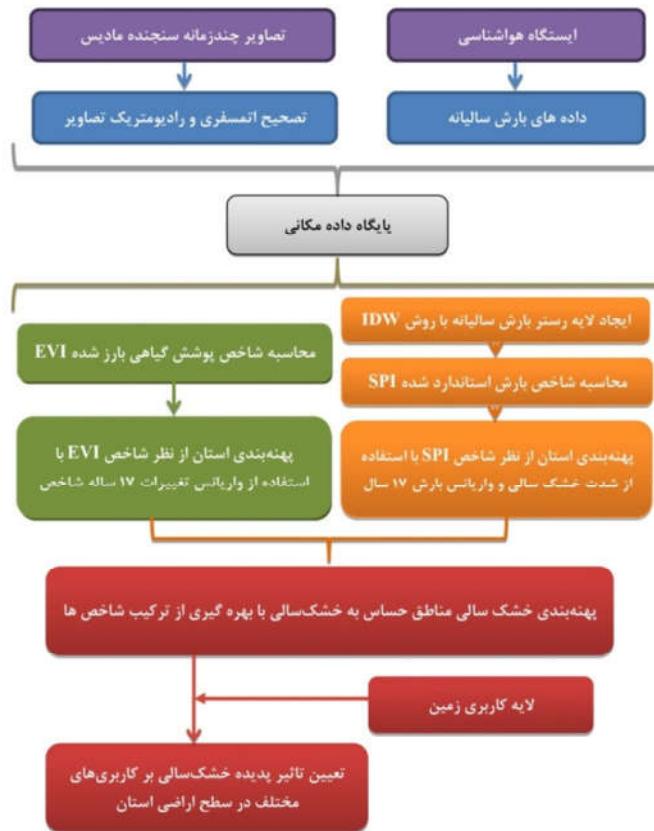 ایستگاه هواشناسی
تصاویر چندزمانه سنجنده مادیس
داده های بارش سالیانه
تصحیح اتمسفری و رادیومتریک تصاویر
پایگاه داده مکانی
ایجاد لایه رستر بارش سالیانه با روش IDW
محاسبه شاخص بارش استاندارد شده SPI
پهنه‌بندی استان از نظر شاخص SPI با استفاده
از شدت خشک سالی و واریانس بارش ۱۷ سال
محاسبه شاخص پوشش گیاهی بارز شده EVI
پهنه‌بندی استان از نظر شاخص EVI با
استفاده از واریانس تغییرات ۱۷ ساله شاخص
پهنه‌بندی خشک سالی مناطق حساس به خشک‌سالی با بهره گیری از ترکیب شاخص ها
لایه کاربری زمین
تعیین تاثیر پدیده خشک‌سالی بر کاربری‌های
مختلف در سطح اراضی استان